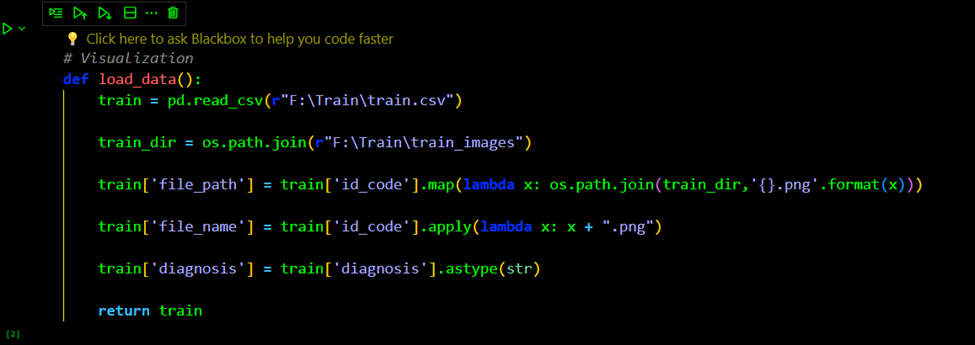 Click here to ask Blackbox to help you code faster
# Visualization
def load_data():
train = pd.read_csv(r"F:\Train\train.csv")
train_dir = os.path.join(r"F:\Train\train_images")
train['file_path'] = train['id_code'].map(lambda x: os.path.join(train_dir,'{}.png'.format(x)))
train['file_name'] = train['id_code'].apply(lambda x: x + ".png")
train['diagnosis'] = train['diagnosis'].astype(str)
return train
[2]